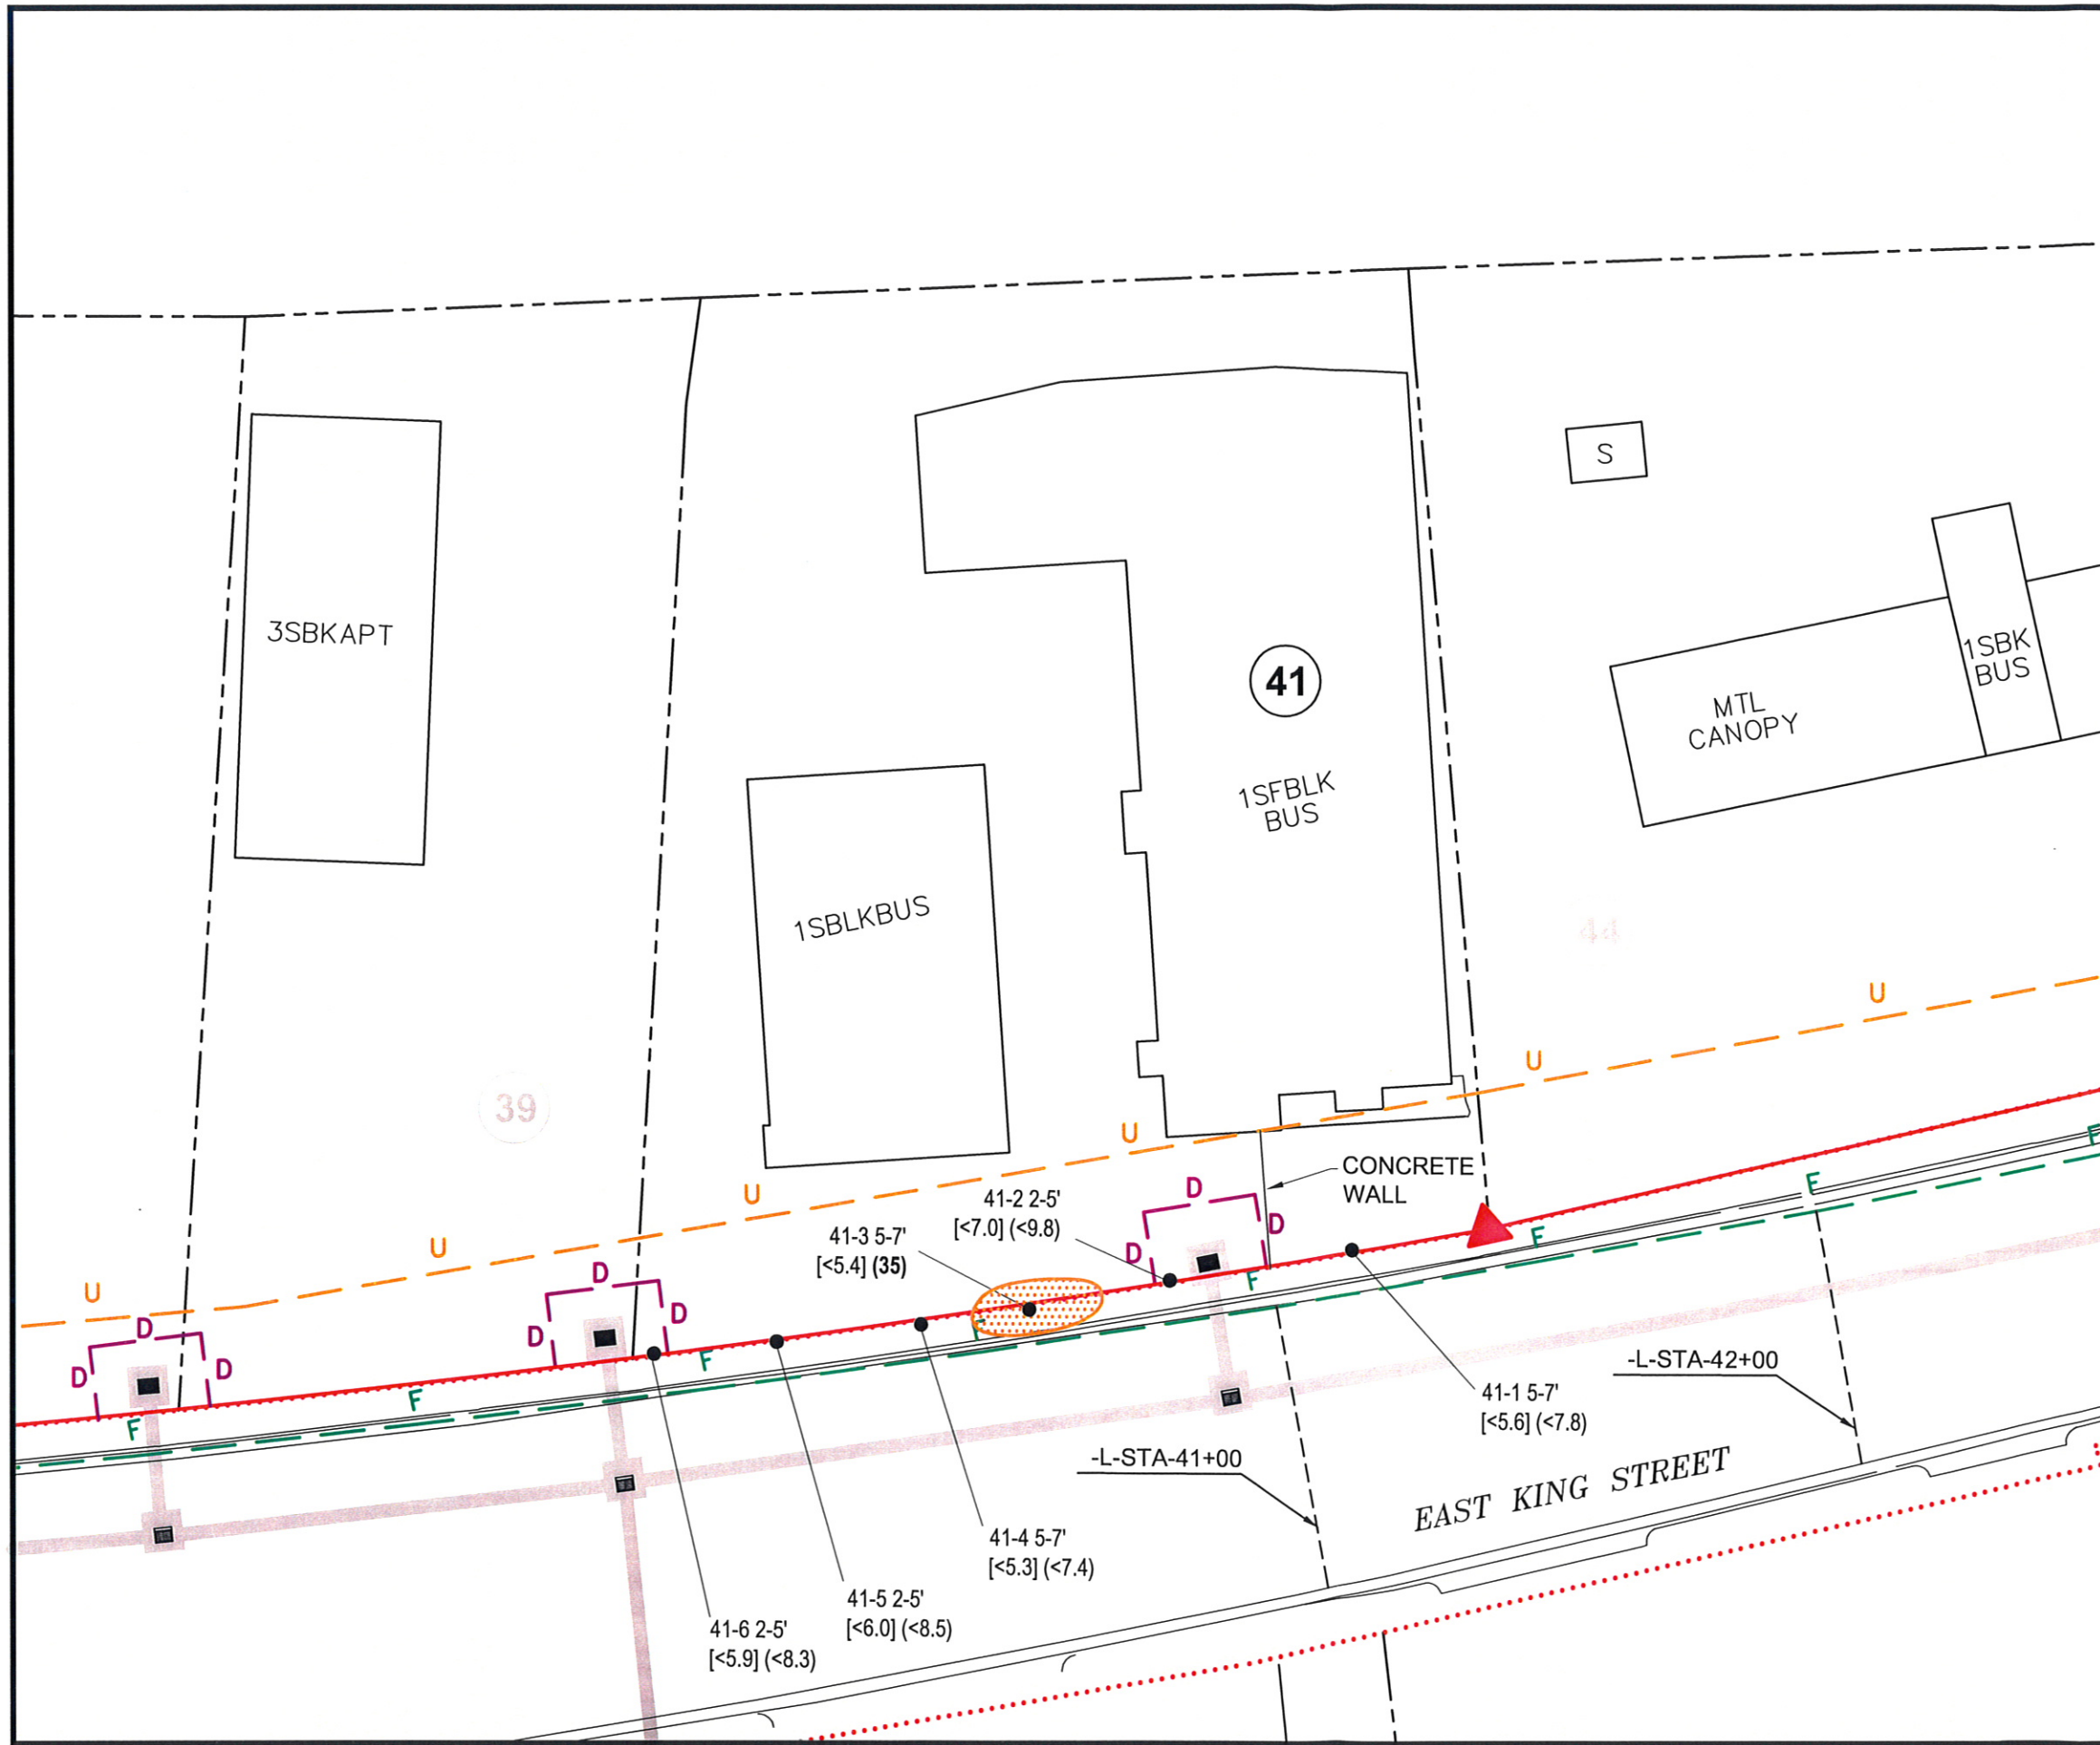 S
3SBKAPT
1SBK
BUS
41
MTL
CANOPY
1SFBLK
BUS
1SBLKBUS
44
U
U
39
U
U
F
CONCRETE
WALL
41-2 2-5'
[<7.0] (<9.8)
D
F
U
41-3 5-7'
[<5.4] (35)
D
D
F
U
U
D
F
D
D
F
D
D
D
F
F
F
-L-STA-42+00
41-1 5-7'
[<5.6] (<7.8)
-L-STA-41+00
EAST KING STREET
41-4 5-7'
[<5.3] (<7.4)
41-5 2-5'
[<6.0] (<8.5)
41-6 2-5'
[<5.9] (<8.3)